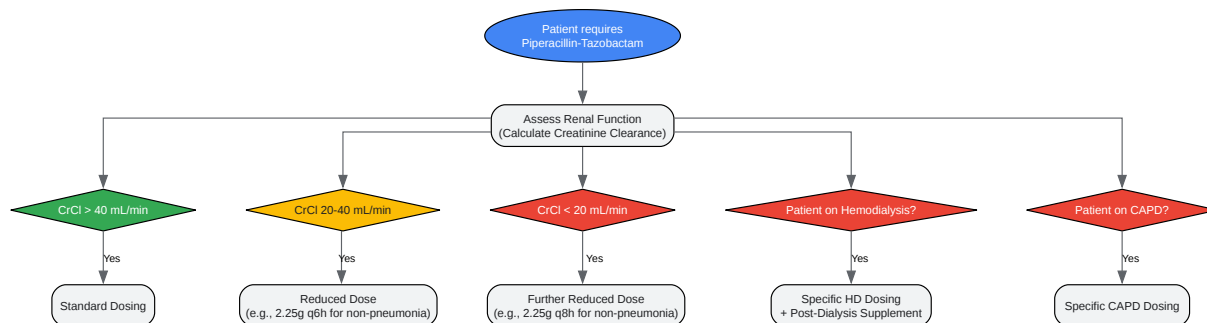 Patient requires
Piperacillin-Tazobactam
Assess Renal Function
(Calculate Creatinine Clearance)
CrCl > 40 mL/min
CrCl 20-40 mL/min
CrCl < 20 mL/min
Patient on Hemodialysis?
Patient on CAPD?
Yes
Yes
Yes
Yes
Yes
Standard Dosing
Reduced Dose
(e.g., 2.25g q6h for non-pneumonia)
Further Reduced Dose
(e.g., 2.25g q8h for non-pneumonia)
Specific HD Dosing
+ Post-Dialysis Supplement
Specific CAPD Dosing